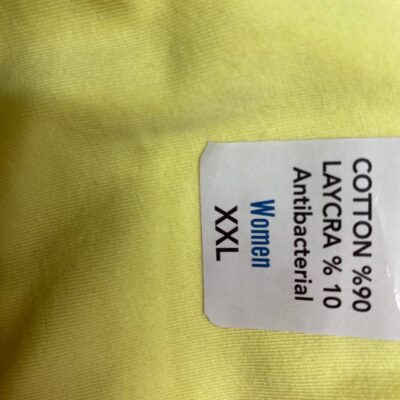 COTTON %90
LAYCRA % 10
Antibacterial
Women
XXL